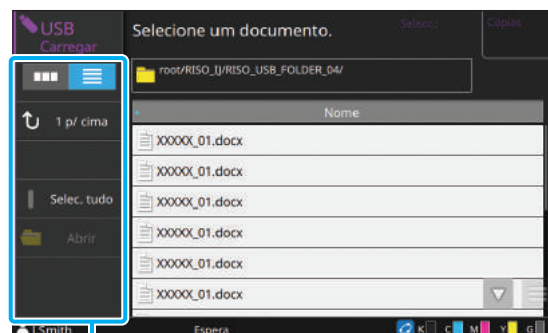 USB
Carregar
Selecione um documento.
Selecc.:
Cópias
root/RISO_IJ/RISO_USB_FOLDER_04/
1 p/ cima
Nome
XXXXX_01.docx
XXXXX_01.docx
XXXXX_01.docx
Selec. tudo
XXXXX_01.docx
Abrir
XXXXX_01.docx
XXXXX_01.docx
J.Smith
Espera
K C M Y G